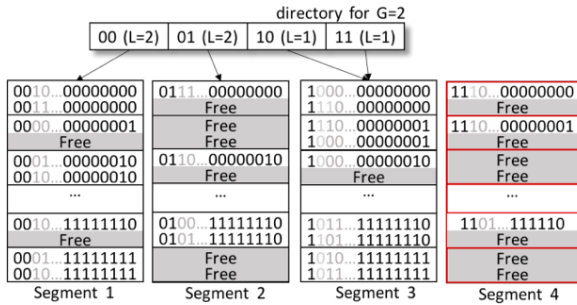 directory for G=2
00 (L=2) 01 (L=2) 10 (L=1) 11 (L=1)
0010...00000000
0011...00000000
0000...00000001
Free
0001...00000010
0010...00000010
...
0010...11111110
Free
0001...11111111
0010...11111111
Segment 1
0111...00000000
Free
Free
Free
0110...00000010
Free
...
0100...11111110
0101...11111110
Free
Free
Segment 2
1000...00000000
1110...00000000
1110...00000001
1000...00000001
1000...00000010
Free
...
1011...11111110
1101...11111110
1010...11111111
1011...11111111
Segment 3
1110...00000000
Free
1110...00000001
Free
Free
Free
...
1101...111110
Free
Free
Free
Segment 4